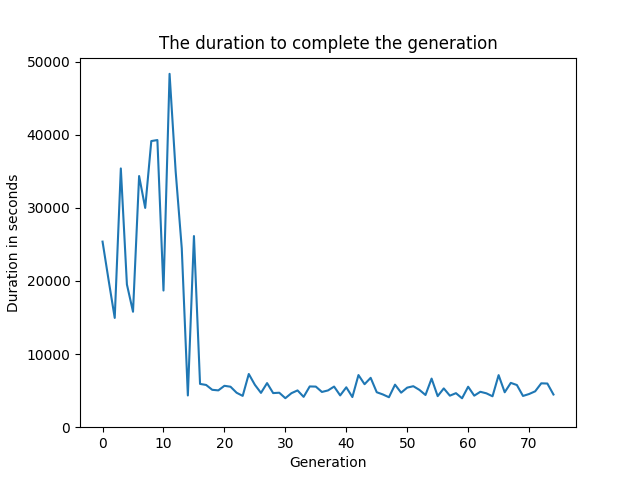 The duration to complete the generation
50000
40000
30000
20000
10000
0
Duration in seconds
0 10 20 30 40 50 60 70
Generation